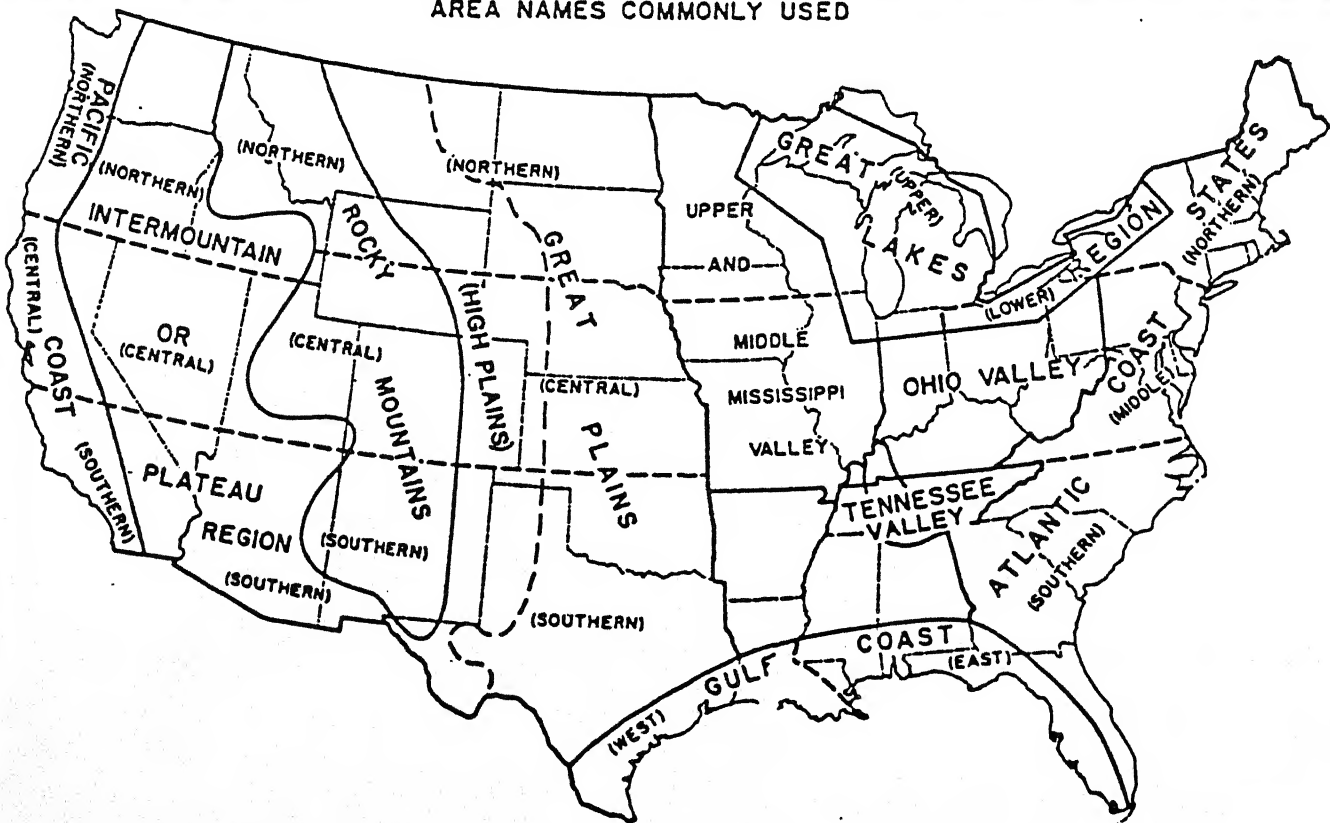 AREA NAMES COMMONLY USED
PACIFIC
(NORTHERN)
(CENTRAL)
COAST
(SOUTHERN)
(NORTHERN)
INTERMOUNTAIN
OR
(CENTRAL)
PLATEAU
REGION
(SOUTHERN)
(NORTHERN)
ROCKY
(CENTRAL)
MOUNTAINS
(SOUTHERN)
(NORTHERN)
GREAT
(HIGH PLAINS)
(CENTRAL)
PLAINS
(SOUTHERN)
UPPER
AND
MIDDLE
MISSISSIPPI
VALLEY
GREAT
(UPPER)
LAKES
(LOWER)
REGION
OHIO VALLEY
TENNESSEE
VALLEY
STATES
(NORTHERN)
COAST
(MIDDLE)
ATLANTIC
(SOUTHERN)
GULF
COAST
(WEST)
(EAST)